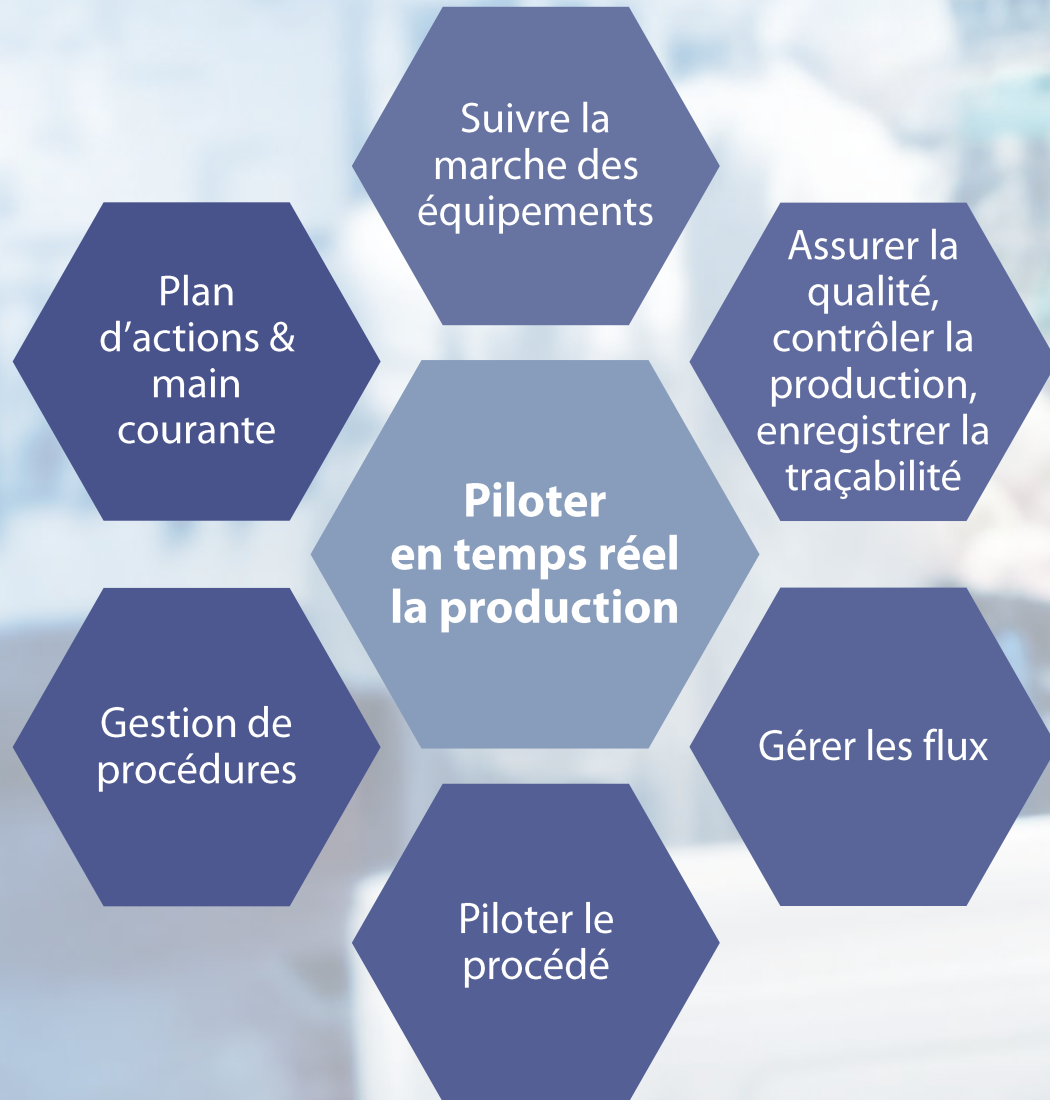 Suivre la
marche des
équipements
Assurer la
qualité,
contrôler la
production,
enregistrer la
traçabilité
Plan
d’actions &
main
courante
Piloter
en temps réel
la production
Gestion de
procédures
Gérer les flux
Piloter le
procédé